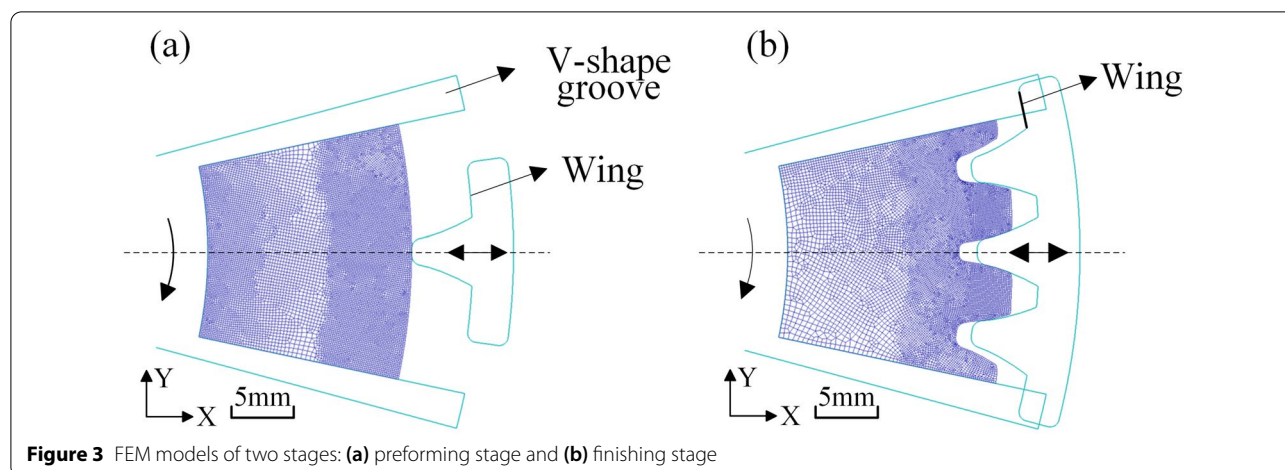 (a)
V-shape
groove
Wing
Y
X
5mm
(b)
Wing
Y
X
5mm
Figure 3 FEM models of two stages: (a) preforming stage and (b) finishing stage